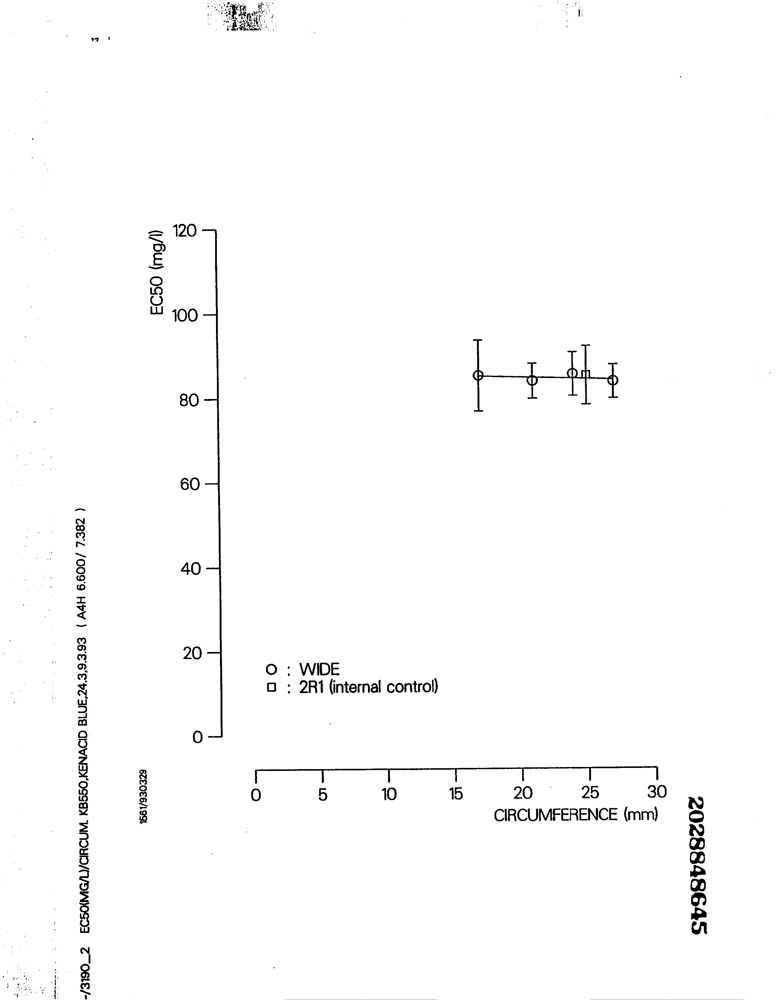 EC50 (mg/l)
120
100
80
60
40
20
0
O : WIDE
□ : 2R1 (internal control)
0 5 10 15 20 25 30
CIRCUMFERENCE (mm)
1561/930329
-/3190_2 EC50(MG/L)/CIRCUM. KB550,KENACID BLUE,24.3,9.3.93 ( A4H 6.600/ 7.382 )
2028848645